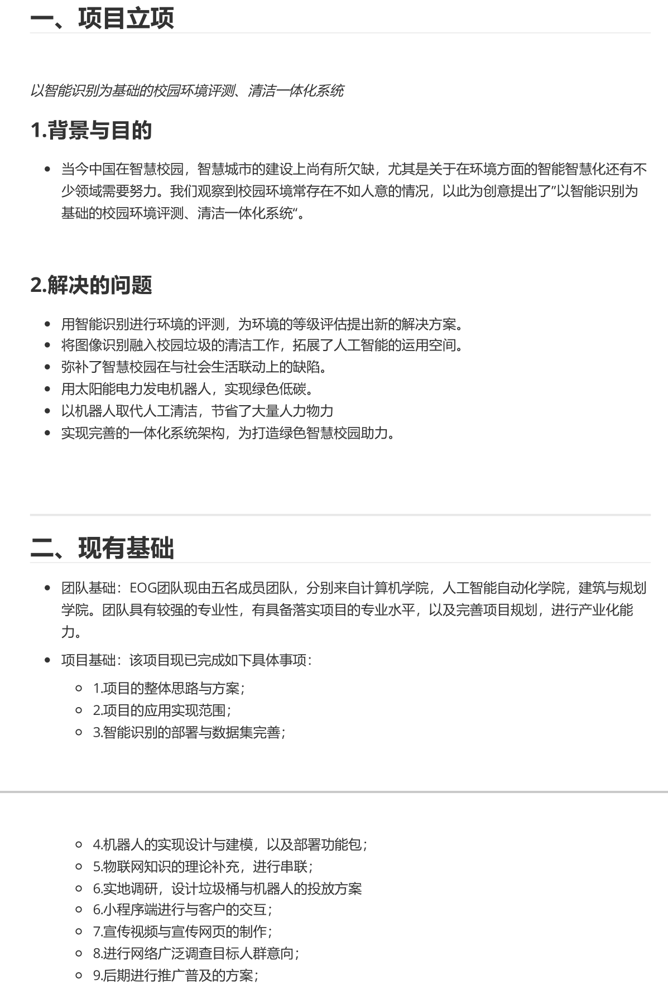 一、项目立项
以智能识别为基础的校园环境评测、清洁一体化系统
1.背景与目的
当今中国在智慧校园，智慧城市的建设上尚有所欠缺，尤其是关于在环境方面的智能智慧化还有不
少领域需要努力。我们观察到校园环境常存在不如人意的情况，以此为创意提出了”以智能识别为
基础的校园环境评测、清洁一体化系统“。
2.解决的问题
用智能识别进行环境的评测，为环境的等级评估提出新的解决方案。
将图像识别融入校园垃圾的清洁工作，拓展了人工智能的运用空间。
弥补了智慧校园在与社会生活联动上的缺陷。
用太阳能电力发电机器人，实现绿色低碳。
以机器人取代人工清洁，节省了大量人力物力
实现完善的一体化系统架构，为打造绿色智慧校园助力。
二、现有基础
团队基础：EOG团队现由五名成员团队，分别来自计算机学院，人工智能自动化学院，建筑与规划
学院。团队具有较强的专业性，有具备落实项目的专业水平，以及完善项目规划，进行产业化能
力。
项目基础：该项目现已完成如下具体事项：
1.项目的整体思路与方案；
2.项目的应用实现范围；
3.智能识别的部署与数据集完善；
4.机器人的实现设计与建模，以及部署功能包；
5.物联网知识的理论补充，进行串联；
6.实地调研，设计垃圾桶与机器人的投放方案
6.小程序端进行与客户的交互；
7.宣传视频与宣传网页的制作；
8.进行网络广泛调查目标人群意向；
9.后期进行推广普及的方案；